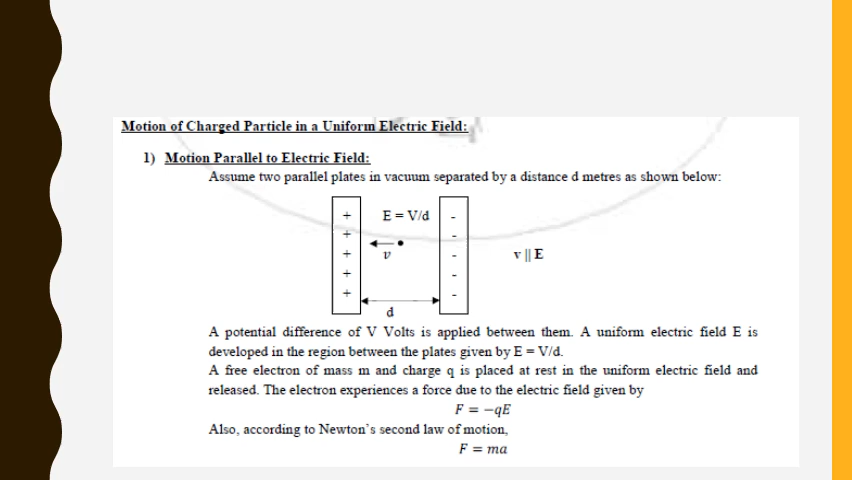 Motion of Charged Particle in a Uniform Electric Field:
1) Motion Parallel to Electric Field:
Assume two parallel plates in vacuum separated by a distance d metres as shown below:
+ E = V/d -
+ -
+ v - v || E
+ -
+ -
d
A potential difference of V Volts is applied between them. A uniform electric field E is
developed in the region between the plates given by E = V/d.
A free electron of mass m and charge q is placed at rest in the uniform electric field and
released. The electron experiences a force due to the electric field given by
F = −qE
Also, according to Newton's second law of motion,
F = ma